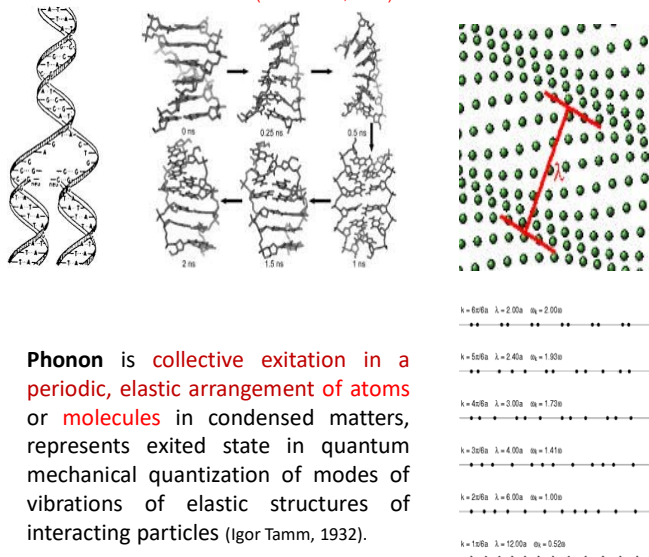 0 ns
0.25 ns
0.5 ns
2 ns
1.5 ns
1 ns
λ
k = 6π/6a λ = 2.00a ωk = 2.00ω
k = 5π/6a λ = 2.40a ωk = 1.93ω
k = 4π/6a λ = 3.00a ωk = 1.73ω
k = 3π/6a λ = 4.00a ωk = 1.41ω
k = 2π/6a λ = 6.00a ωk = 1.00ω
k = 1π/6a λ = 12.00a ωk = 0.52ω
Phonon is collective exitation in a
periodic, elastic arrangement of atoms
or molecules in condensed matters,
represents exited state in quantum
mechanical quantization of modes of
vibrations of elastic structures of
interacting particles (Igor Tamm, 1932).